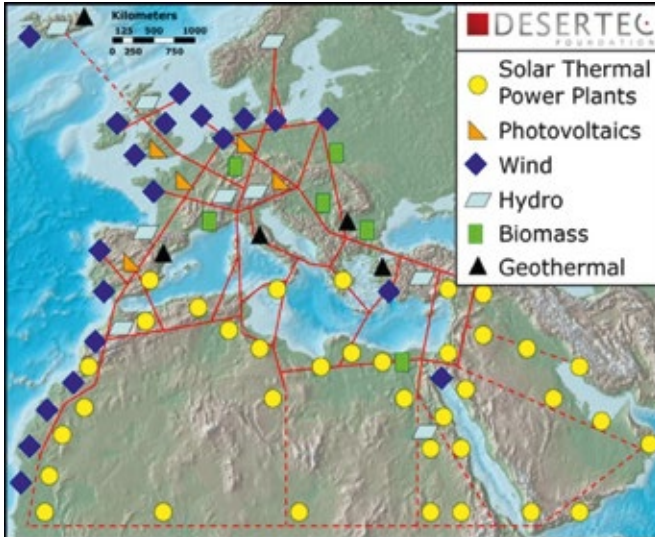 Kilometers
125 500 1000
0 250 750
DESERTEC
FOUNDATION
Solar Thermal
Power Plants
Photovoltaics
Wind
Hydro
Biomass
Geothermal